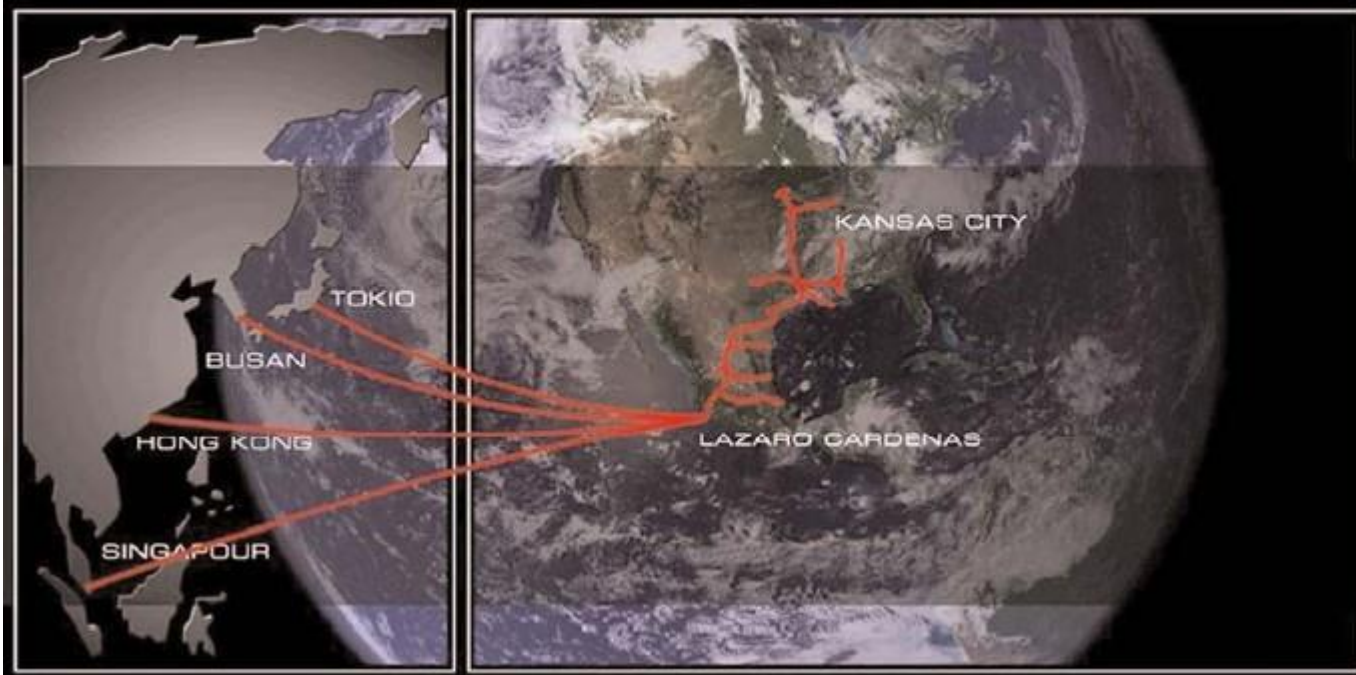 KANSAS CITY
TOKIO
BUSAN
HONG KONG
LAZARO CARDENAS
SINGAPOUR